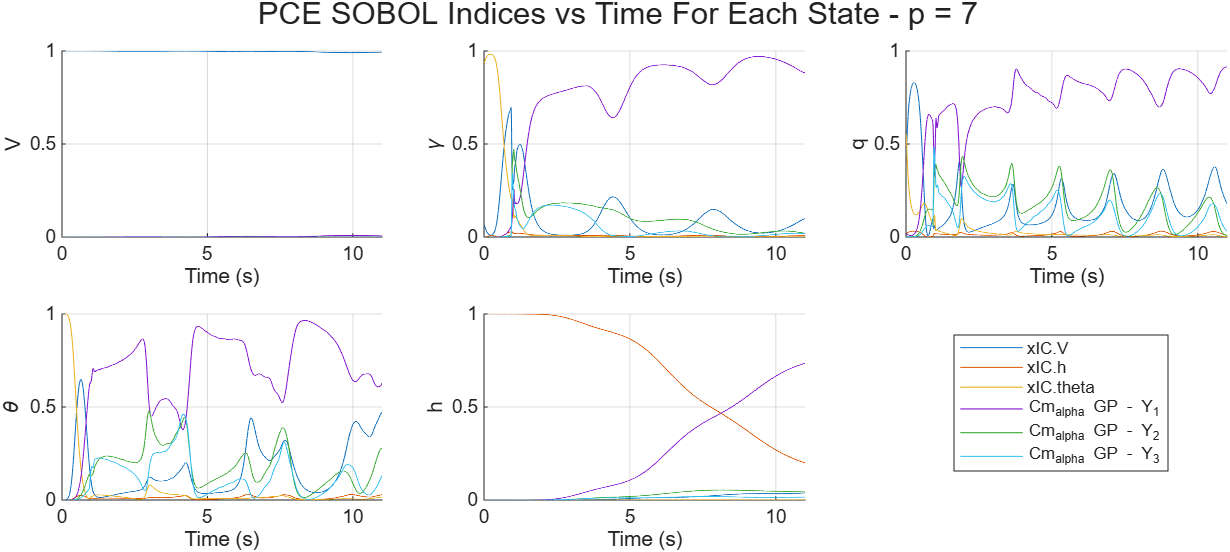 PCE SOBOL Indices vs Time For Each State - p = 7
1
0.5
0
V
0 5 10
Time (s)
1
0.5
0
γ
0 5 10
Time (s)
1
0.5
0
q
0 5 10
Time (s)
1
0.5
0
θ
0 5 10
Time (s)
1
0.5
0
h
0 5 10
Time (s)
xIC.V
xIC.h
xIC.theta
Cm_alpha GP - Y_1
Cm_alpha GP - Y_2
Cm_alpha GP - Y_3